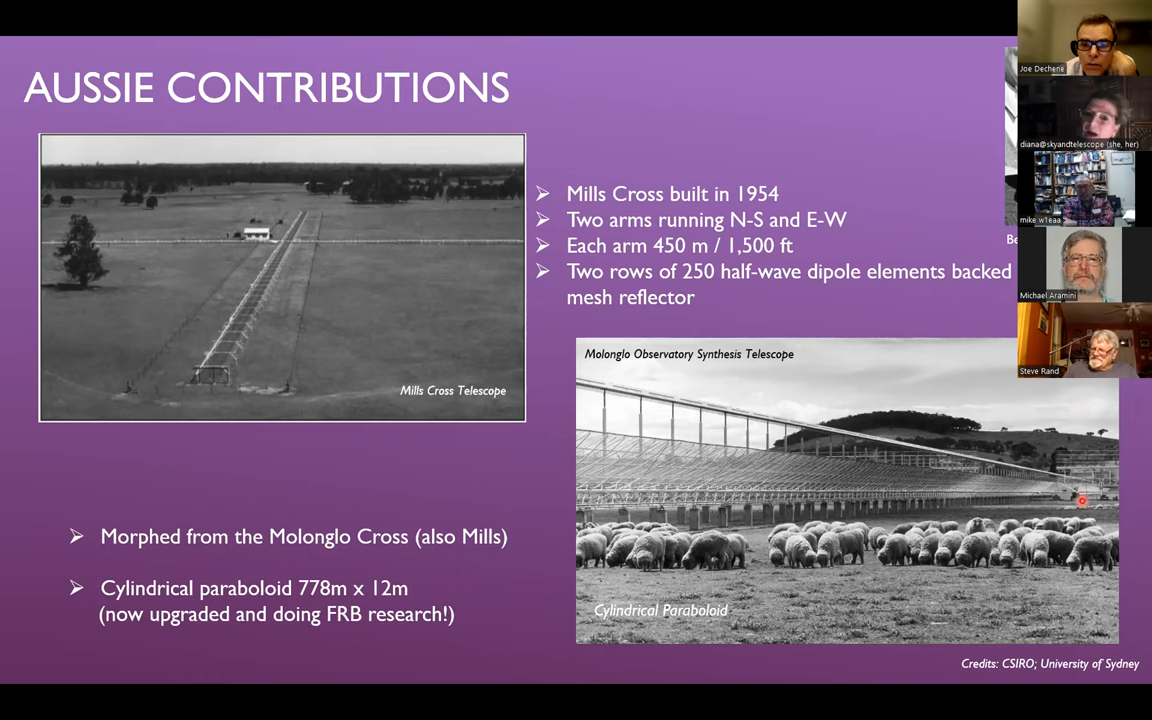 AUSSIE CONTRIBUTIONS
Mills Cross Telescope
➢ Mills Cross built in 1954
➢ Two arms running N-S and E-W
➢ Each arm 450 m / 1,500 ft
➢ Two rows of 250 half-wave dipole elements backed
mesh reflector
Be
Molonglo Observatory Synthesis Telescope
Cylindrical Paraboloid
➢ Morphed from the Molonglo Cross (also Mills)
➢ Cylindrical paraboloid 778m x 12m
(now upgraded and doing FRB research!)
Credits: CSIRO; University of Sydney
Joe Dechene
diana@skyandtelescope (she, her)
mike w1eaa
Michael Aramini
Steve Rand